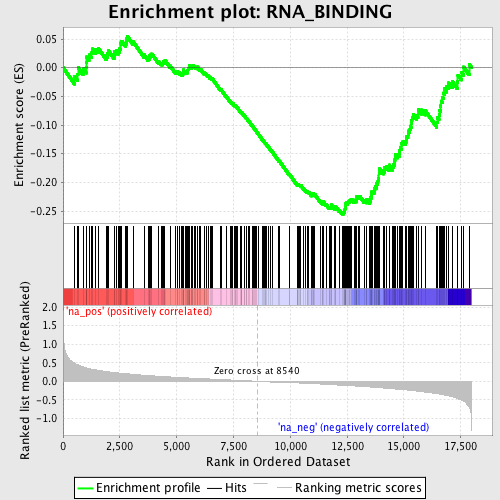 Enrichment plot: RNA_BINDING
Enrichment score (ES)
0.05
0.00
-0.05
-0.10
-0.15
-0.20
-0.25
'na_pos' (positively correlated)
Ranked list metric (PreRanked)
2.0
1.5
1.0
0.5
0.0
-0.5
-1.0
Zero cross at 8540
'na_neg' (negatively correlated)
0
2,500
5,000
7,500
10,000
12,500
15,000
17,500
Rank in Ordered Dataset
Enrichment profile
Hits
Ranking metric scores